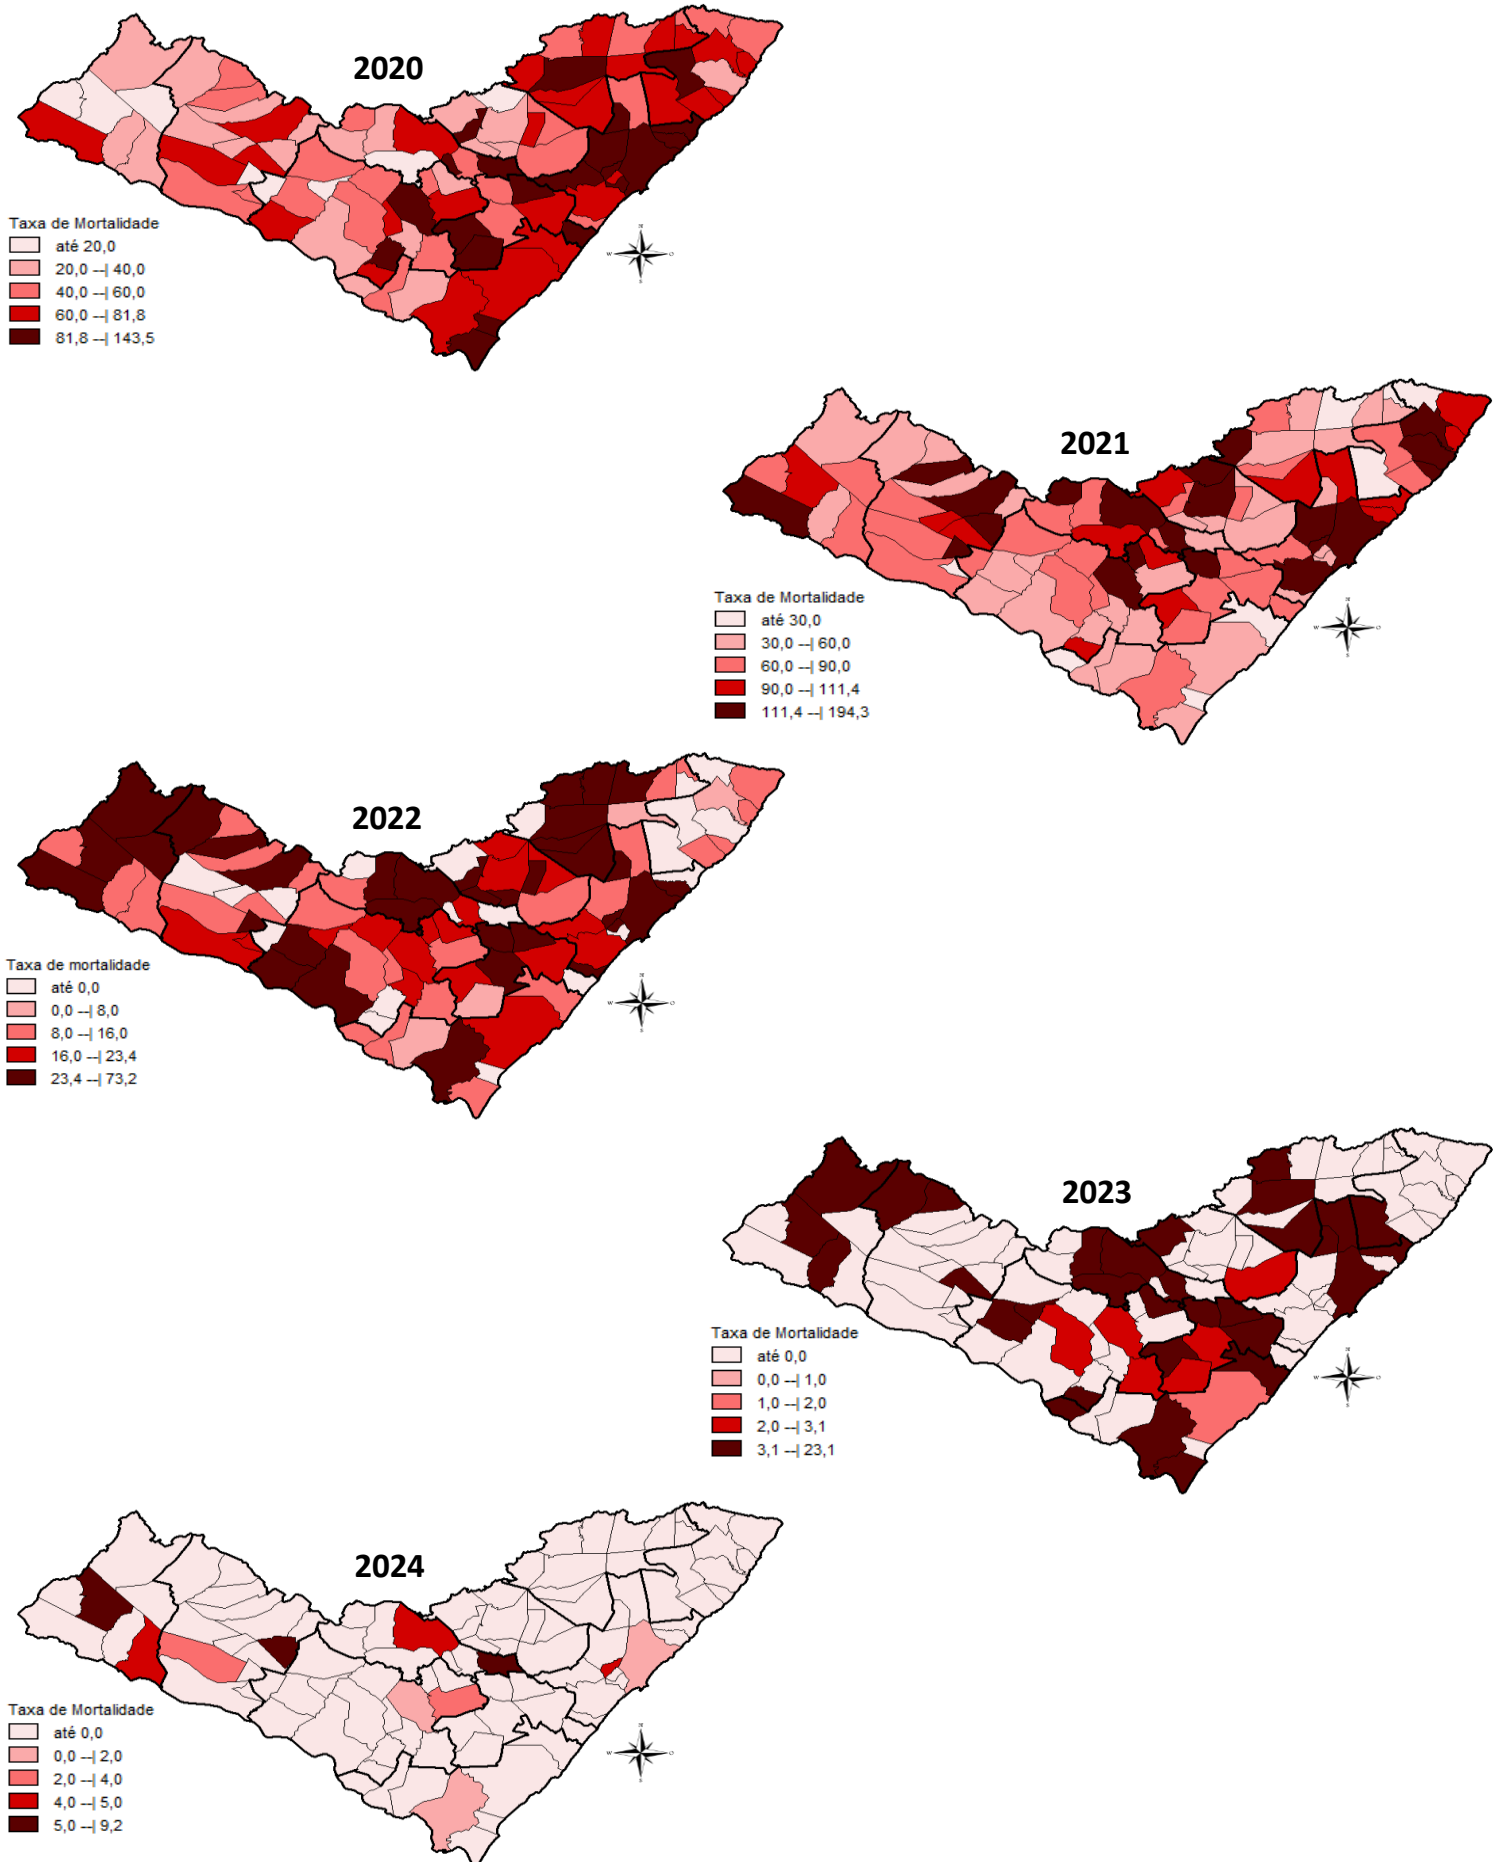 2020
Taxa de Mortalidade
até 20,0
20,0 --| 40,0
40,0 --| 60,0
60,0 --| 81,8
81,8 --| 143,5
N
W
O
S
2021
Taxa de Mortalidade
até 30,0
30,0 --| 60,0
60,0 --| 90,0
90,0 --| 111,4
111,4 --| 194,3
N
W
O
S
2022
Taxa de mortalidade
até 0,0
0,0 --| 8,0
8,0 --| 16,0
16,0 --| 23,4
23,4 --| 73,2
N
W
O
S
2023
Taxa de Mortalidade
até 0,0
0,0 --| 1,0
1,0 --| 2,0
2,0 --| 3,1
3,1 --| 23,1
N
W
O
S
2024
Taxa de Mortalidade
até 0,0
0,0 --| 2,0
2,0 --| 4,0
4,0 --| 5,0
5,0 --| 9,2
N
W
O
S